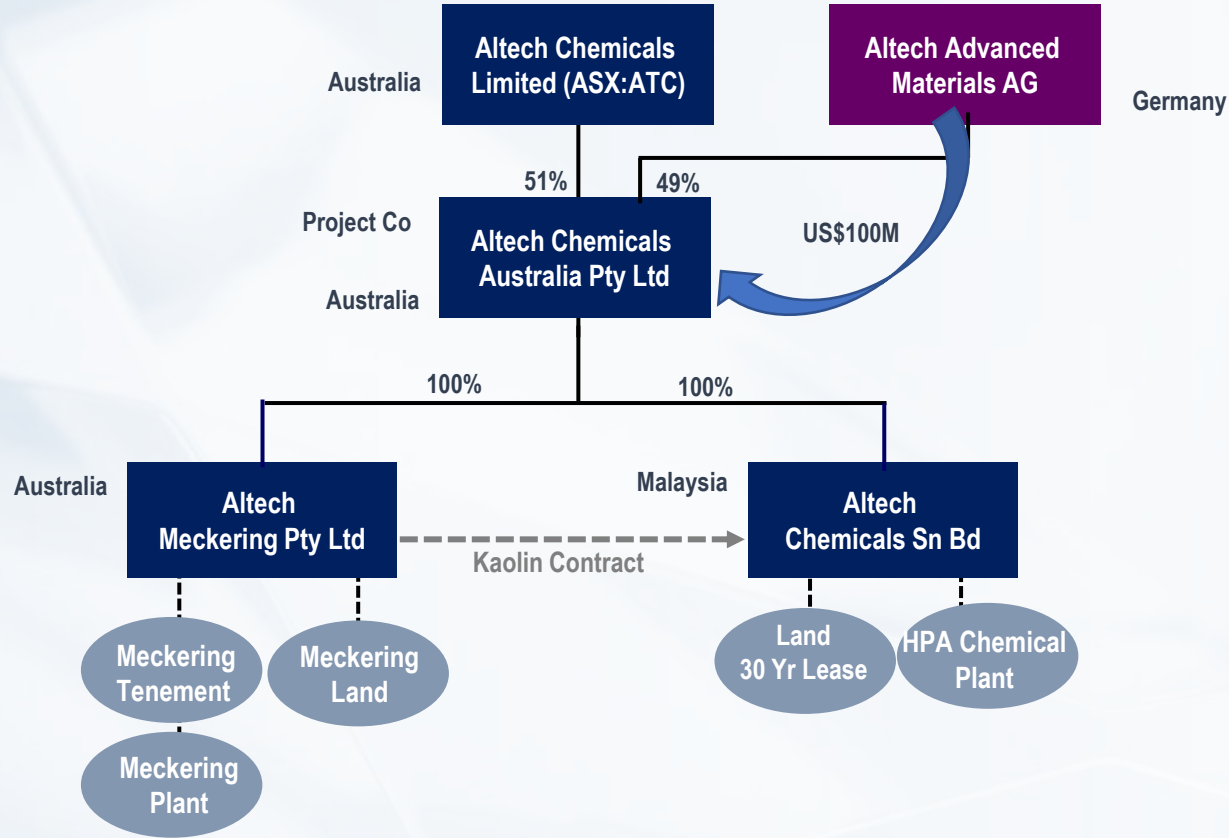 Altech Chemicals
Limited (ASX:ATC)
Altech Advanced
Materials AG
Australia
Germany
51%
49%
Project Co
Altech Chemicals
Australia Pty Ltd
US$100M
Australia
100%
100%
Australia
Altech
Meckering Pty Ltd
Malaysia
Altech
Chemicals Sn Bd
Kaolin Contract
Meckering
Tenement
Meckering
Land
Land
30 Yr Lease
HPA Chemical
Plant
Meckering
Plant